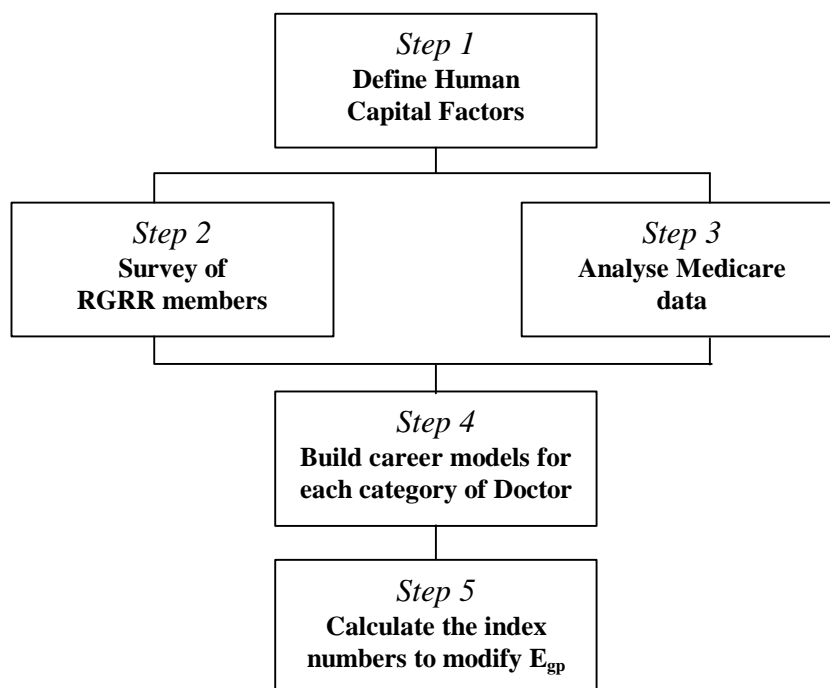 Step 1
Define Human
Capital Factors
Step 2
Survey of
RGRR members
Step 3
Analyse Medicare
data
Step 4
Build career models for
each category of Doctor
Step 5
Calculate the index
numbers to modify E_gp